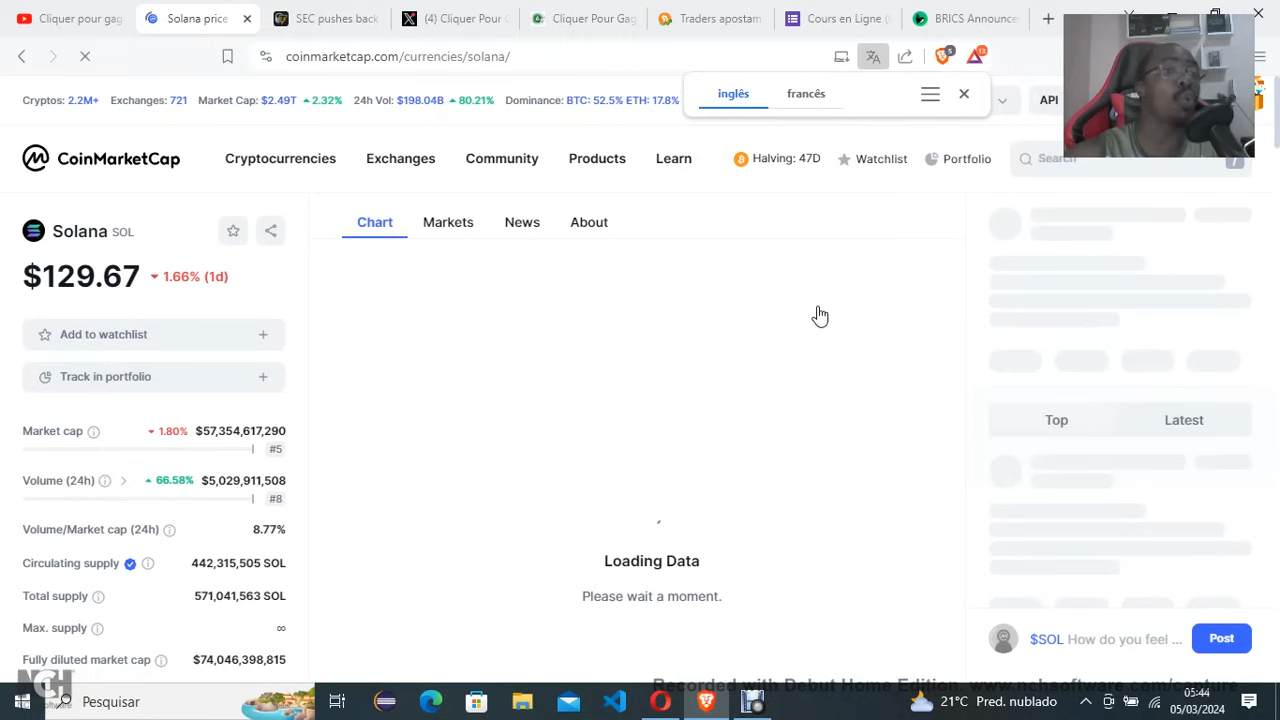 Cliquer pour gag
Solana price
SEC pushes back
(4) Cliquer Pour G
Cliquer Pour Gag
Traders apostam
Cours en Ligne (
BRICS Announce
coinmarketcap.com/currencies/solana/
5
13
Cryptos: 2.2M+ Exchanges: 721 Market Cap: $2.49T 2.32% 24h Vol: $198.04B 80.21% Dominance: BTC: 52.5% ETH: 17.8%
inglês
francês
API
CoinMarketCap
Cryptocurrencies
Exchanges
Community
Products
Learn
Halving: 47D
Watchlist
Portfolio
Search
/
Solana SOL
$129.67 1.66% (1d)
Add to watchlist +
Track in portfolio +
Market cap 1.80% $57,354,617,290
#5
Volume (24h) 66.58% $5,029,911,508
#8
Volume/Market cap (24h) 8.77%
Circulating supply 442,315,505 SOL
Total supply 571,041,563 SOL
Max. supply ∞
Fully diluted market cap $74,046,398,815
Chart
Markets
News
About
Loading Data
Please wait a moment.
Top
Latest
$SOL How do you feel ...
Post
NCH
Recorded with Debut Home Edition. www.nchsoftware.com/capture
Pesquisar
21°C Pred. nublado
05:44
05/03/2024